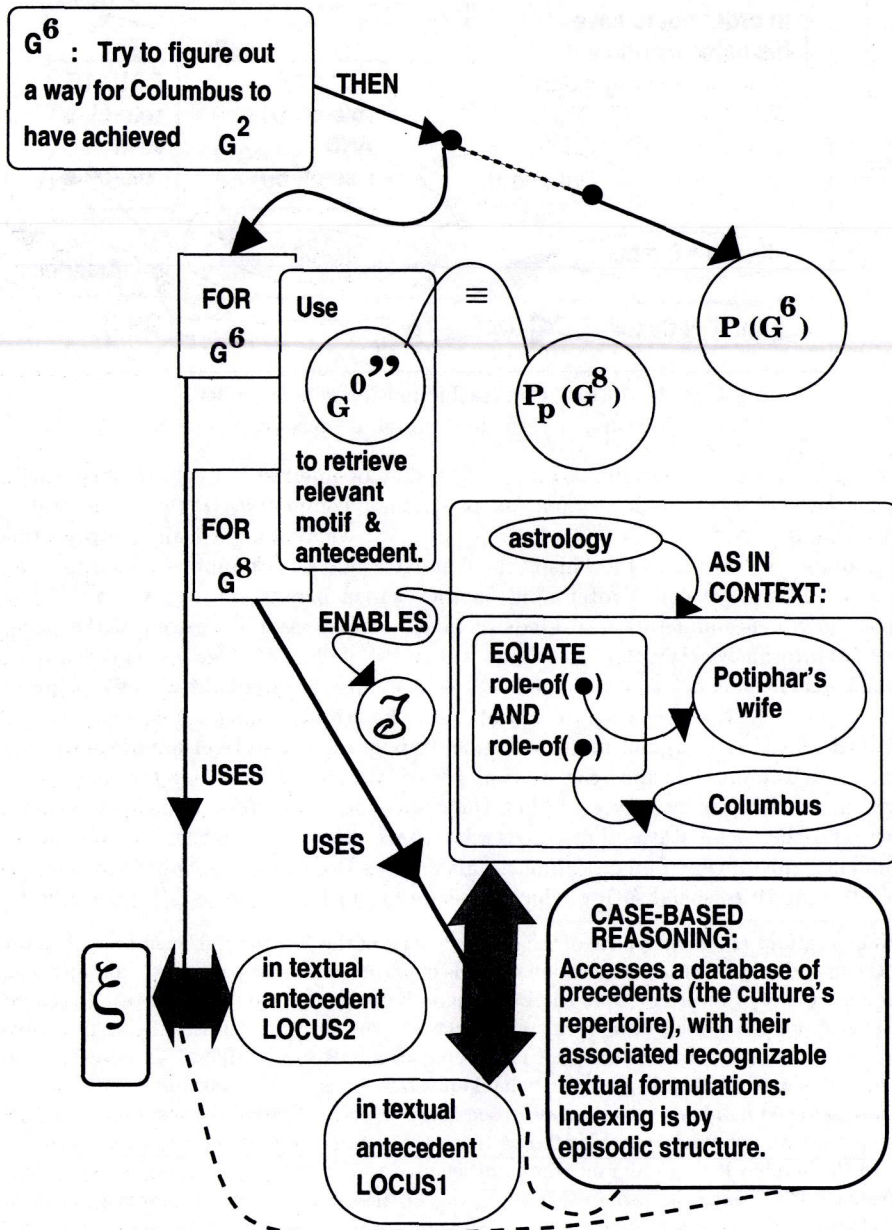 G⁶ : Try to figure out
a way for Columbus to
have achieved G²
THEN
P (G⁶)
FOR
G⁶
Use
G⁰”
to retrieve
relevant
motif &
antecedent.
≡
Pₚ (G⁸)
FOR
G⁸
astrology
AS IN
CONTEXT:
ENABLES
EQUATE
role-of(●)
AND
role-of(●)
Potiphar's
wife
Columbus
USES
USES
ξ
in textual
antecedent
LOCUS2
in textual
antecedent
LOCUS1
CASE-BASED
REASONING:
Accesses a database of
precedents (the culture's
repertoire), with their
associated recognizable
textual formulations.
Indexing is by
episodic structure.